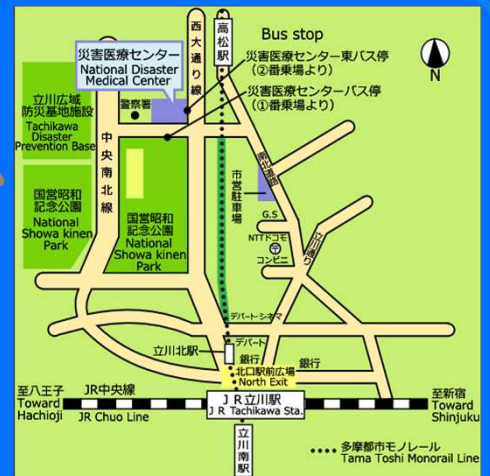 高松駅
西大通り線
Bus stop
災害医療センター
National Disaster
Medical Center
災害医療センター東バス停
(②番乗場より)
災害医療センターバス停
(①番乗場より)
N
立川広域
防災基地施設
Tachikawa
Disaster
Prevention Base
警察署
中央南北線
南北道路
市営駐車場
国営昭和
記念公園
National
Showa kinen
Park
国営昭和
記念公園
National
Showa kinen
Park
G.S
NTTドコモ
コンビニ
立川通り
デパート・シネマ
デパート
立川北駅
銀行
銀行
北口駅前広場
North Exit
至八王子
Toward
Hachioji
JR中央線
JR Chuo Line
JR立川駅
J R Tachikawa Sta.
至新宿
Toward
Shinjuku
立川南駅
多摩都市モノレール
Tama Toshi Monorail Line